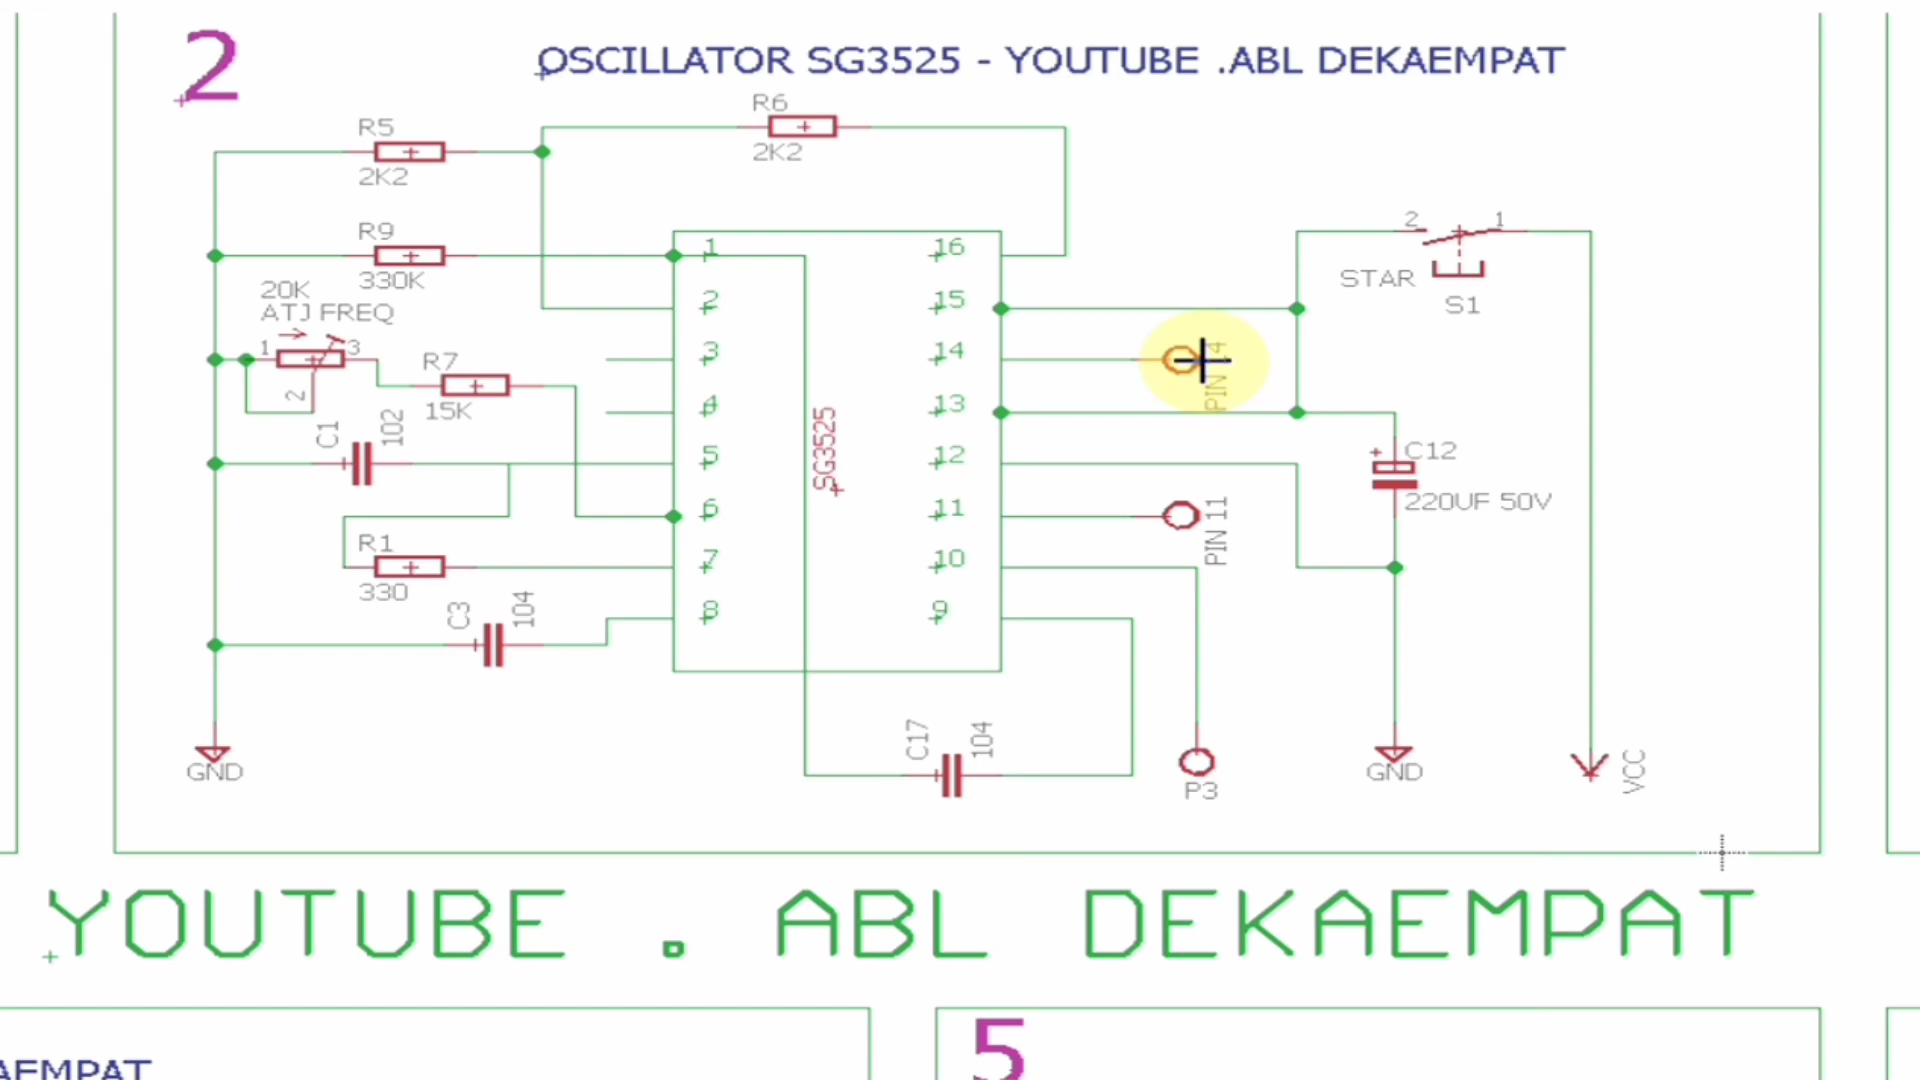 2
OSCILLATOR SG3525 - YOUTUBE .ABL DEKAEMPAT
R6
2K2
R5
2K2
R9
330K
20K
ATJ FREQ
1
3
2
R7
15K
C1
102
R1
330
C3
104
GND
1
2
3
4
5
6
7
8
SG3525
16
15
14
13
12
11
10
9
C17
104
PIN 11
P3
2
1
STAR
S1
C12
220UF 50V
GND
VCC
YOUTUBE . ABL DEKAEMPAT
5
AEMPAT